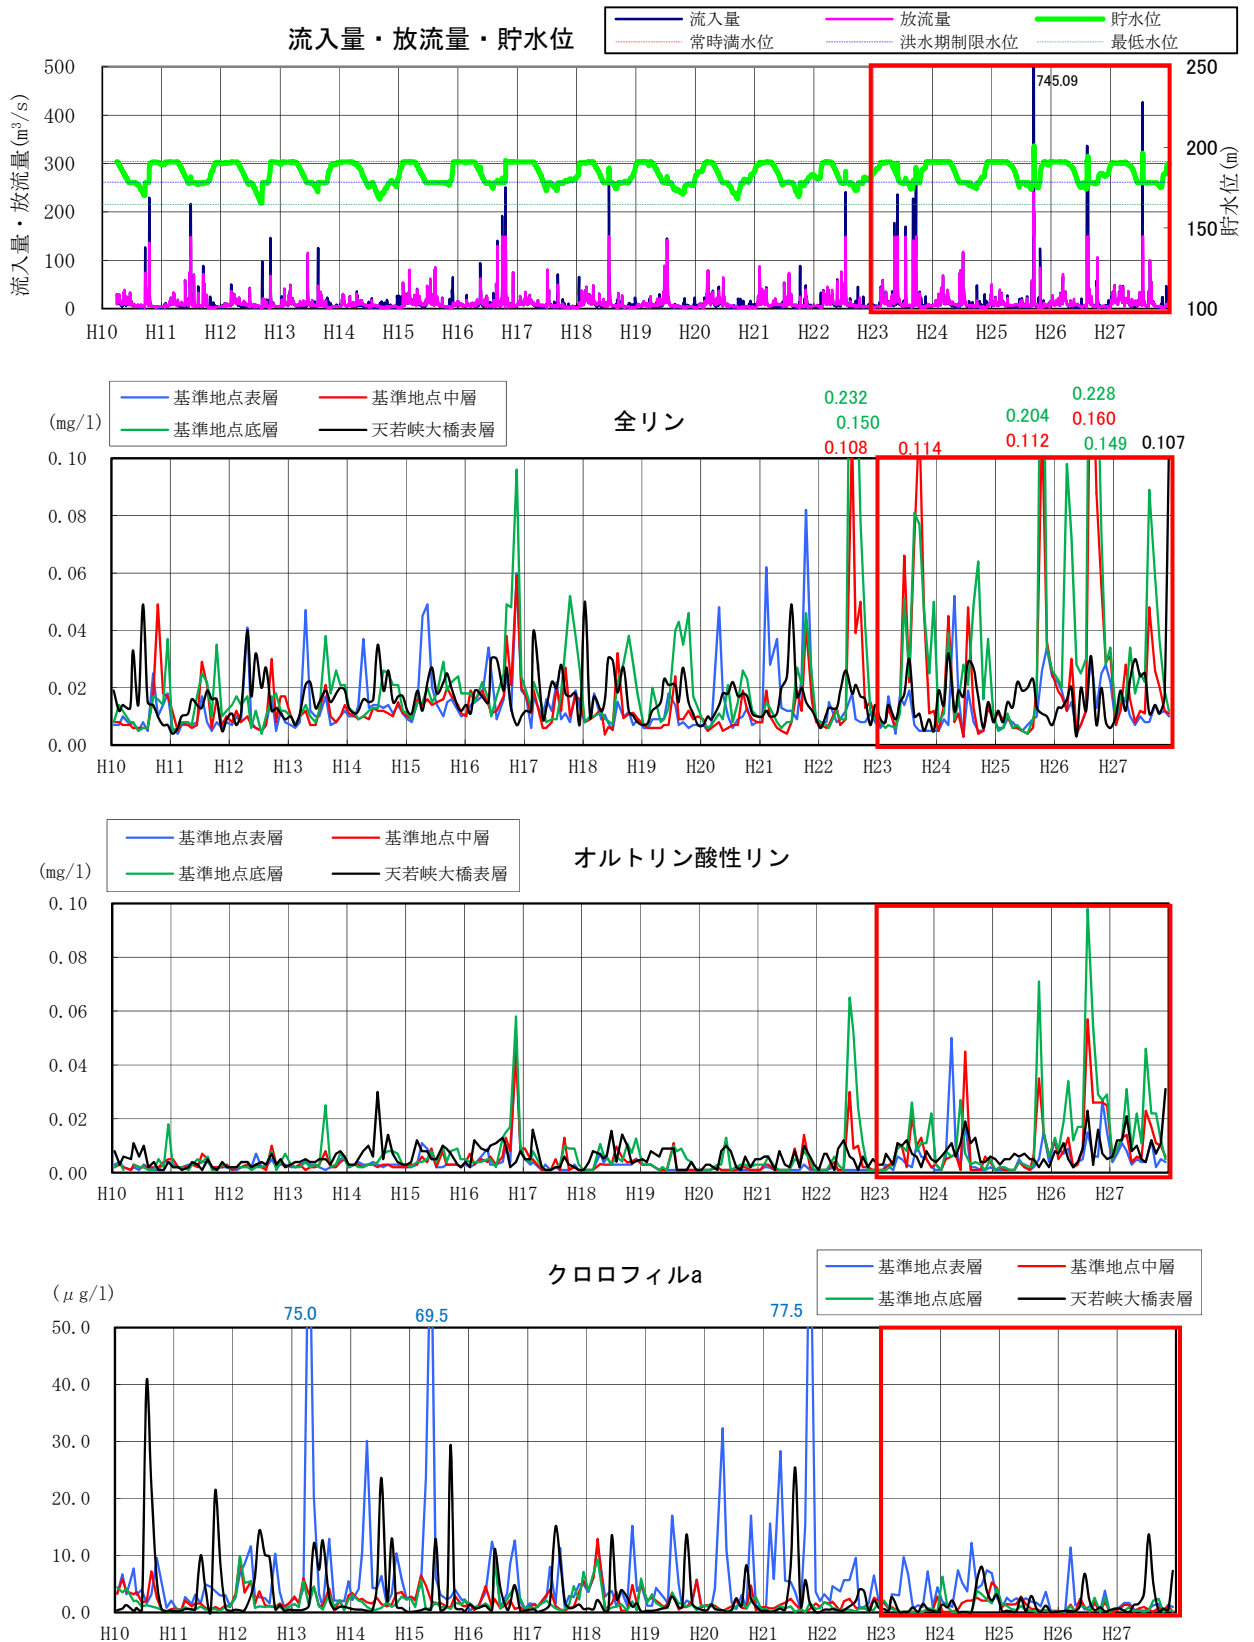 流入量・放流量・貯水位
流入量 放流量 貯水位
常時満水位 洪水期制限水位 最低水位
流入量・放流量(m³/s)
500
400
300
200
100
0
745.09
250
200
150
100
貯水位(m)
H10 H11 H12 H13 H14 H15 H16 H17 H18 H19 H20 H21 H22 H23 H24 H25 H26 H27
基準地点表層 基準地点中層
基準地点底層 天若峡大橋表層
(mg/l)
全リン
0.232
0.150
0.108
0.114
0.204
0.112
0.228
0.160
0.149
0.107
0.10
0.08
0.06
0.04
0.02
0.00
H10 H11 H12 H13 H14 H15 H16 H17 H18 H19 H20 H21 H22 H23 H24 H25 H26 H27
基準地点表層 基準地点中層
基準地点底層 天若峡大橋表層
(mg/l)
オルトリン酸性リン
0.10
0.08
0.06
0.04
0.02
0.00
H10 H11 H12 H13 H14 H15 H16 H17 H18 H19 H20 H21 H22 H23 H24 H25 H26 H27
クロロフィルa
基準地点表層 基準地点中層
基準地点底層 天若峡大橋表層
(μg/l)
75.0
69.5
77.5
50.0
40.0
30.0
20.0
10.0
0.0
H10 H11 H12 H13 H14 H15 H16 H17 H18 H19 H20 H21 H22 H23 H24 H25 H26 H27